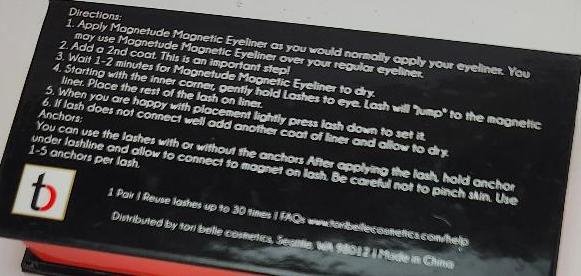 Directions:
1. Apply Magnetude Magnetic Eyeliner as you would normally apply your eyeliner. You
may use Magnetude Magnetic Eyeliner over your regular eyeliner.
2. Add a 2nd coat. This is an important step!
3. Wait 1-2 minutes for Magnetude Magnetic Eyeliner to dry.
4. Starting with the inner corner, gently hold Lashes to eye. Lash will "jump" to the magnetic
liner. Place the rest of the lash on liner.
5. When you are happy with placement lightly press lash down to set it.
6. If lash does not connect well add another coat of liner and allow to dry.
Anchors:
You can use the lashes with or without the anchors After applying the lash, hold anchor
under lashline and allow to connect to magnet on lash. Be careful not to pinch skin. Use
1-5 anchors per lash.
tb
1 Pair | Reuse lashes up to 30 times | FAQs www.toribellecosmetics.com/help
Distributed by tori belle cosmetics, Seattle, WA 98012 | Made in China